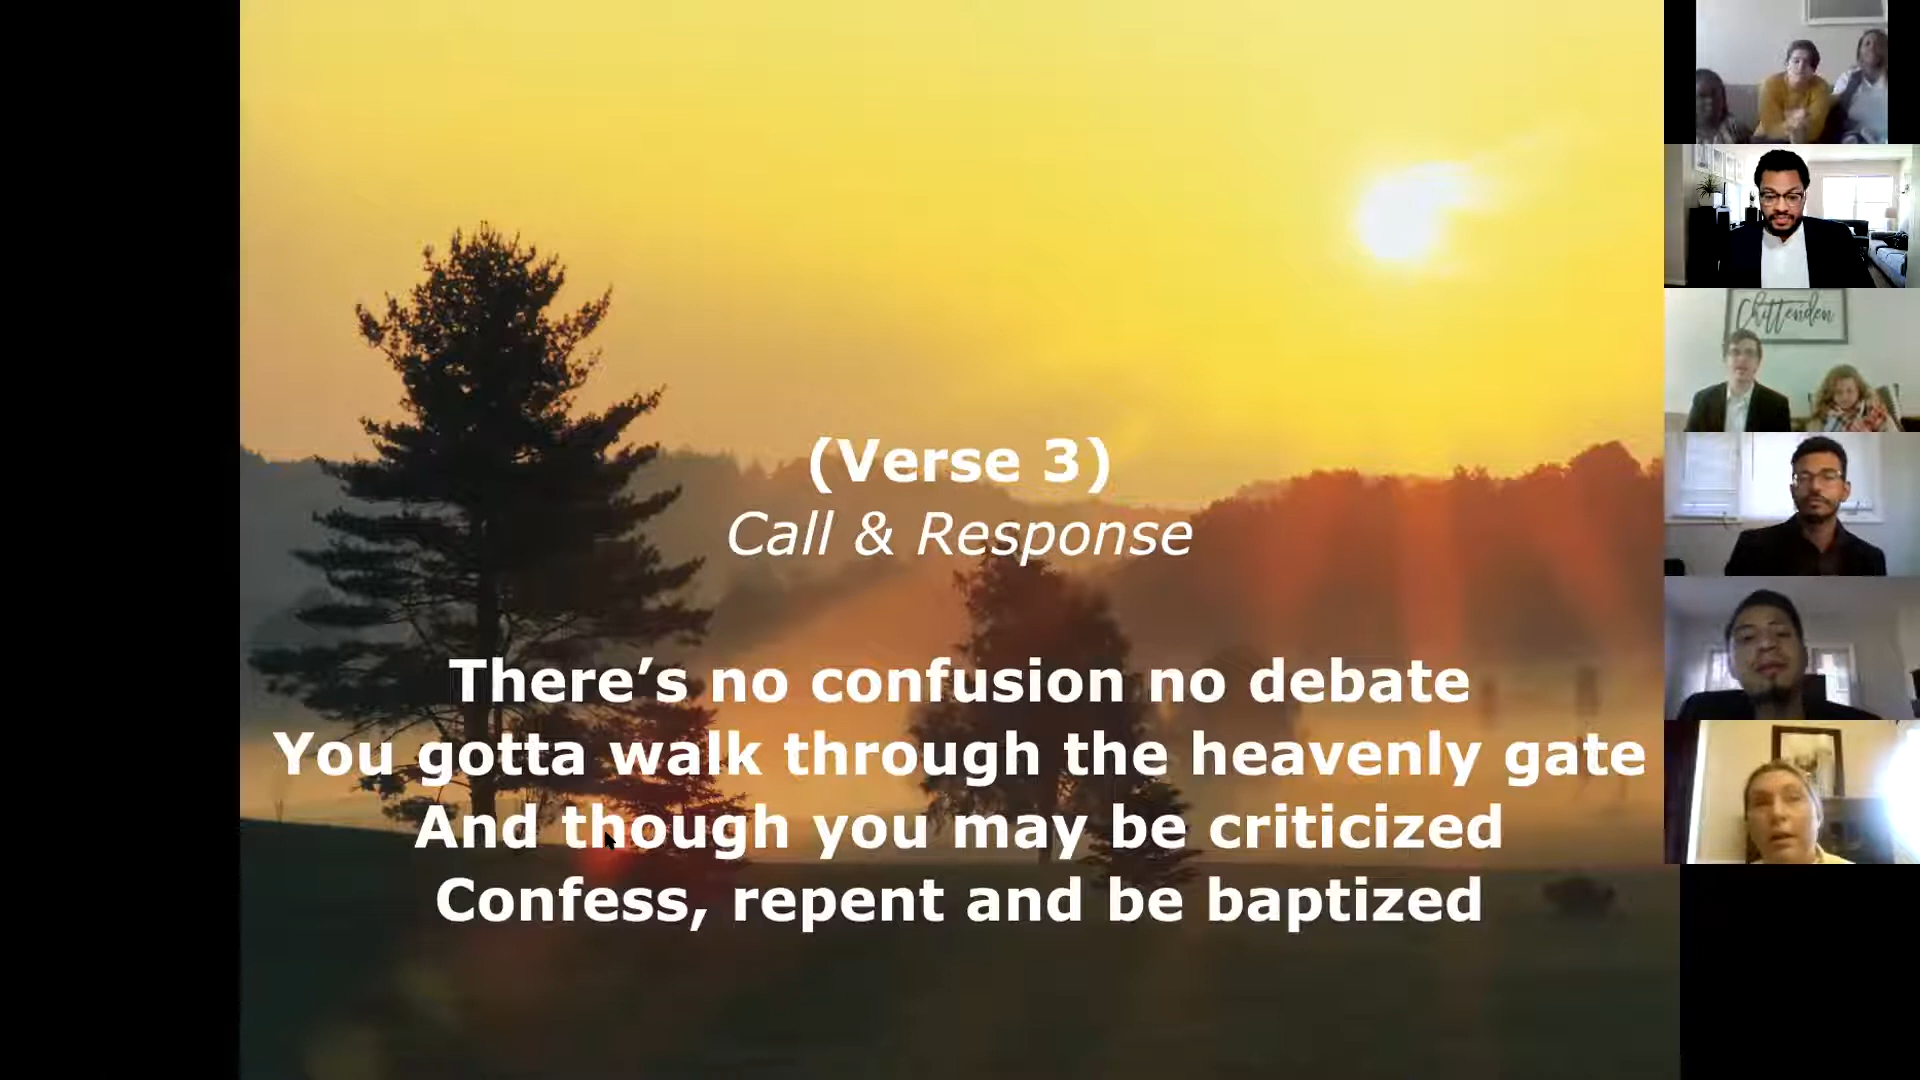 (Verse 3)
Call & Response
There’s no confusion no debate
You gotta walk through the heavenly gate
And though you may be criticized
Confess, repent and be baptized
Chittenden